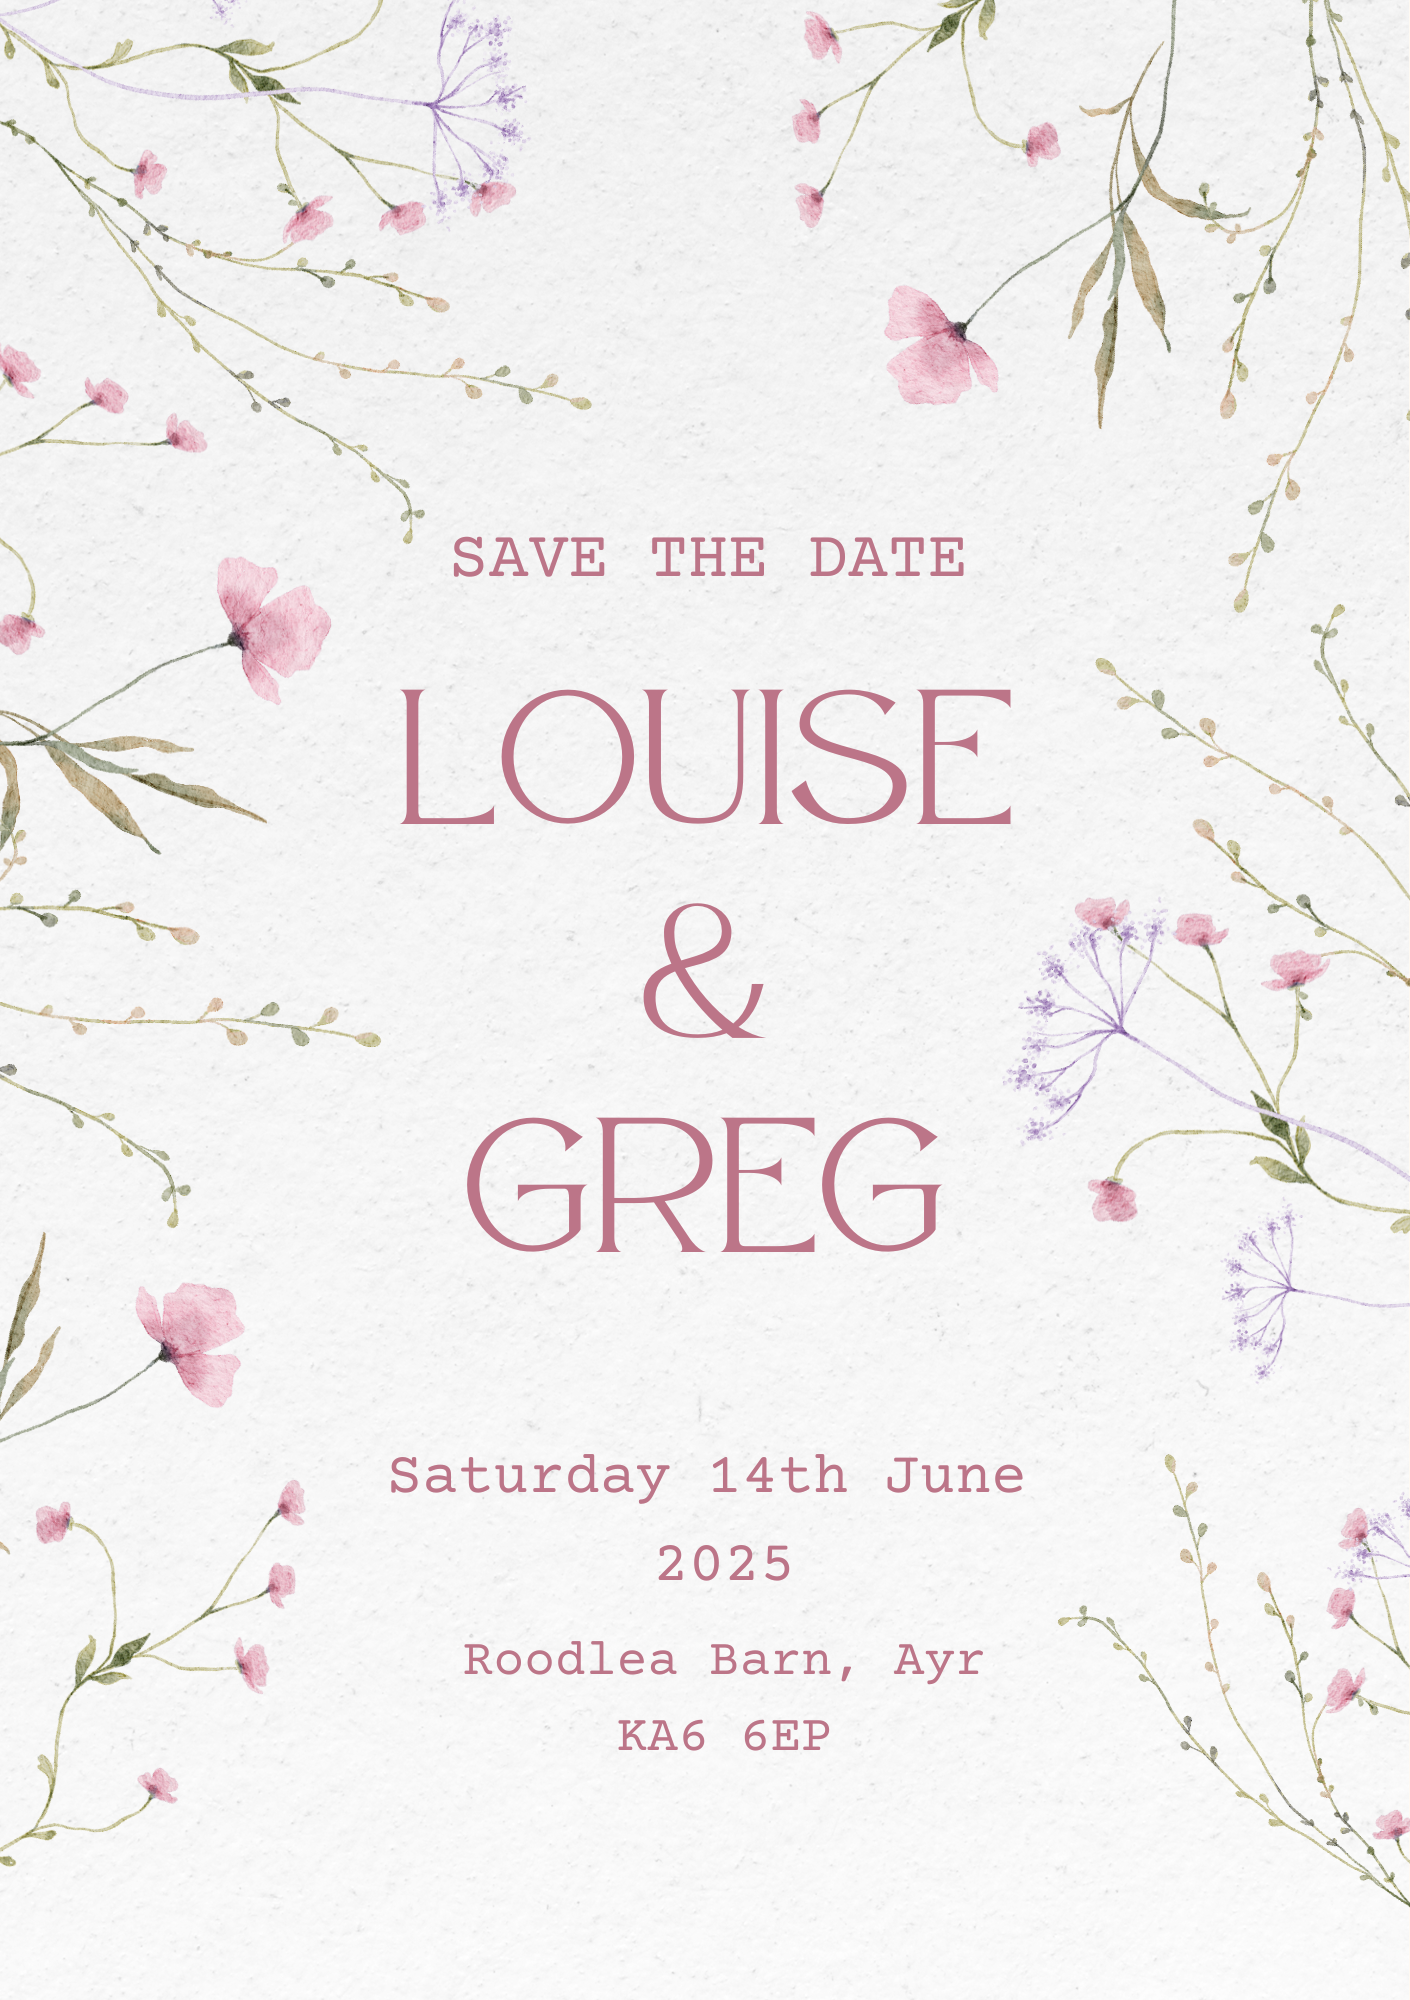 SAVE THE DATE
LOUISE
&
GREG
Saturday 14th June
2025
Roodlea Barn, Ayr
KA6 6EP